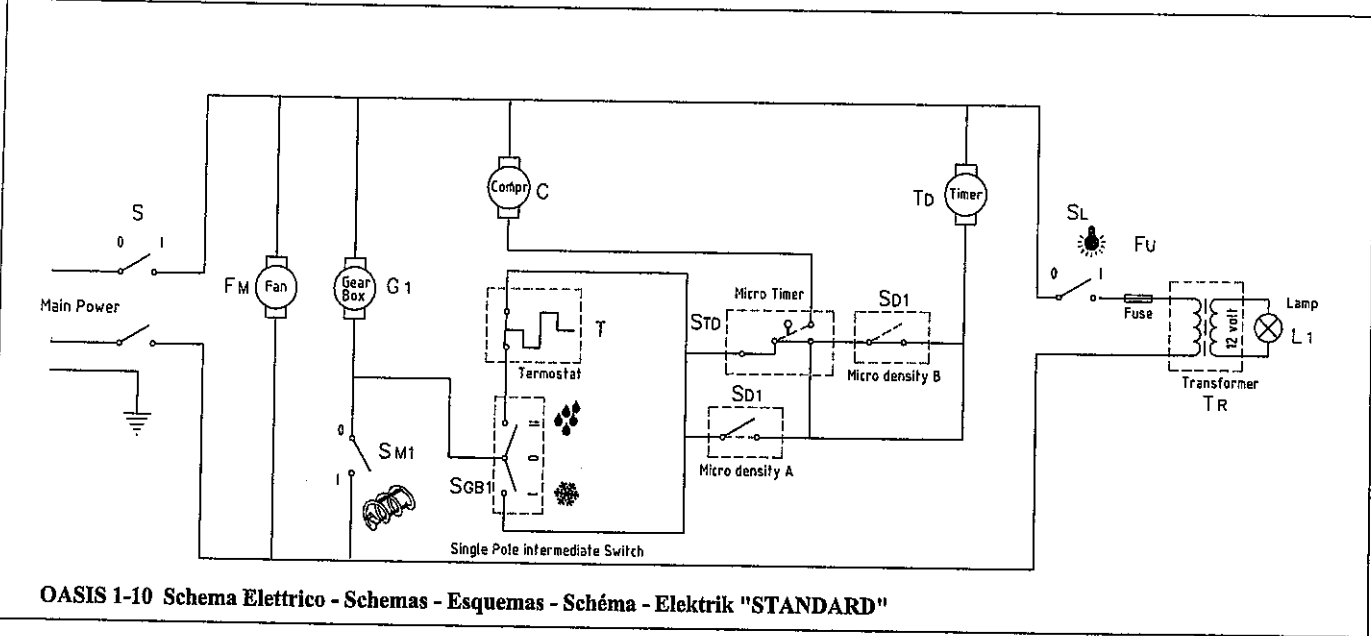 S
0 I
Main Power
FM Fan
Gear Box G1
Compr C
TD Timer
SL
0 I
FU
Fuse
12 volt
Lamp
L1
Transformer
TR
T
Termostat
Micro Timer
STD
SD1
Micro density B
SD1
Micro density A
0
SM1
I
II
0
SGB1
I
Single Pole intermediate Switch
OASIS 1-10 Schema Elettrico - Schemas - Esquemas - Schéma - Elektrik "STANDARD"